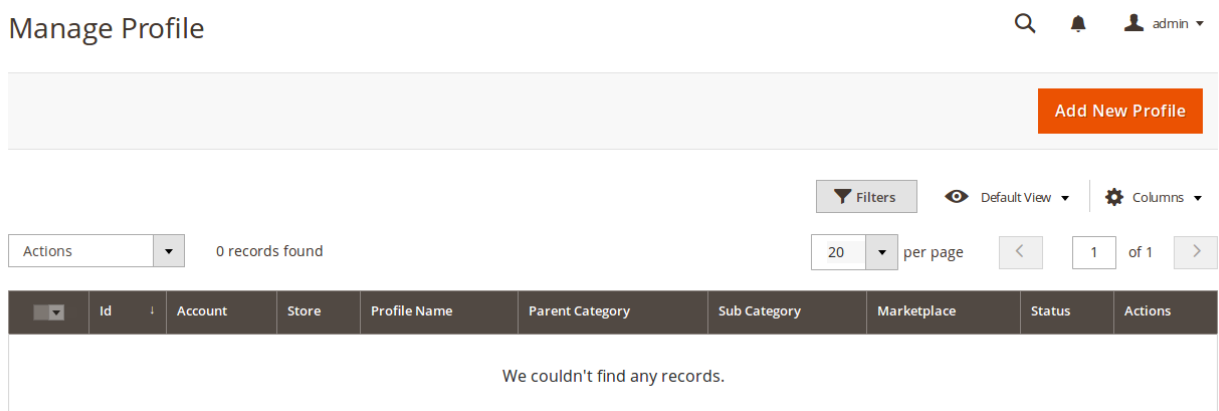 Manage Profile
admin
Add New Profile
Filters
Default View
Columns
Actions
0 records found
20
per page
1
of 1
Id ↓ Account Store Profile Name Parent Category Sub Category Marketplace Status Actions
We couldn't find any records.